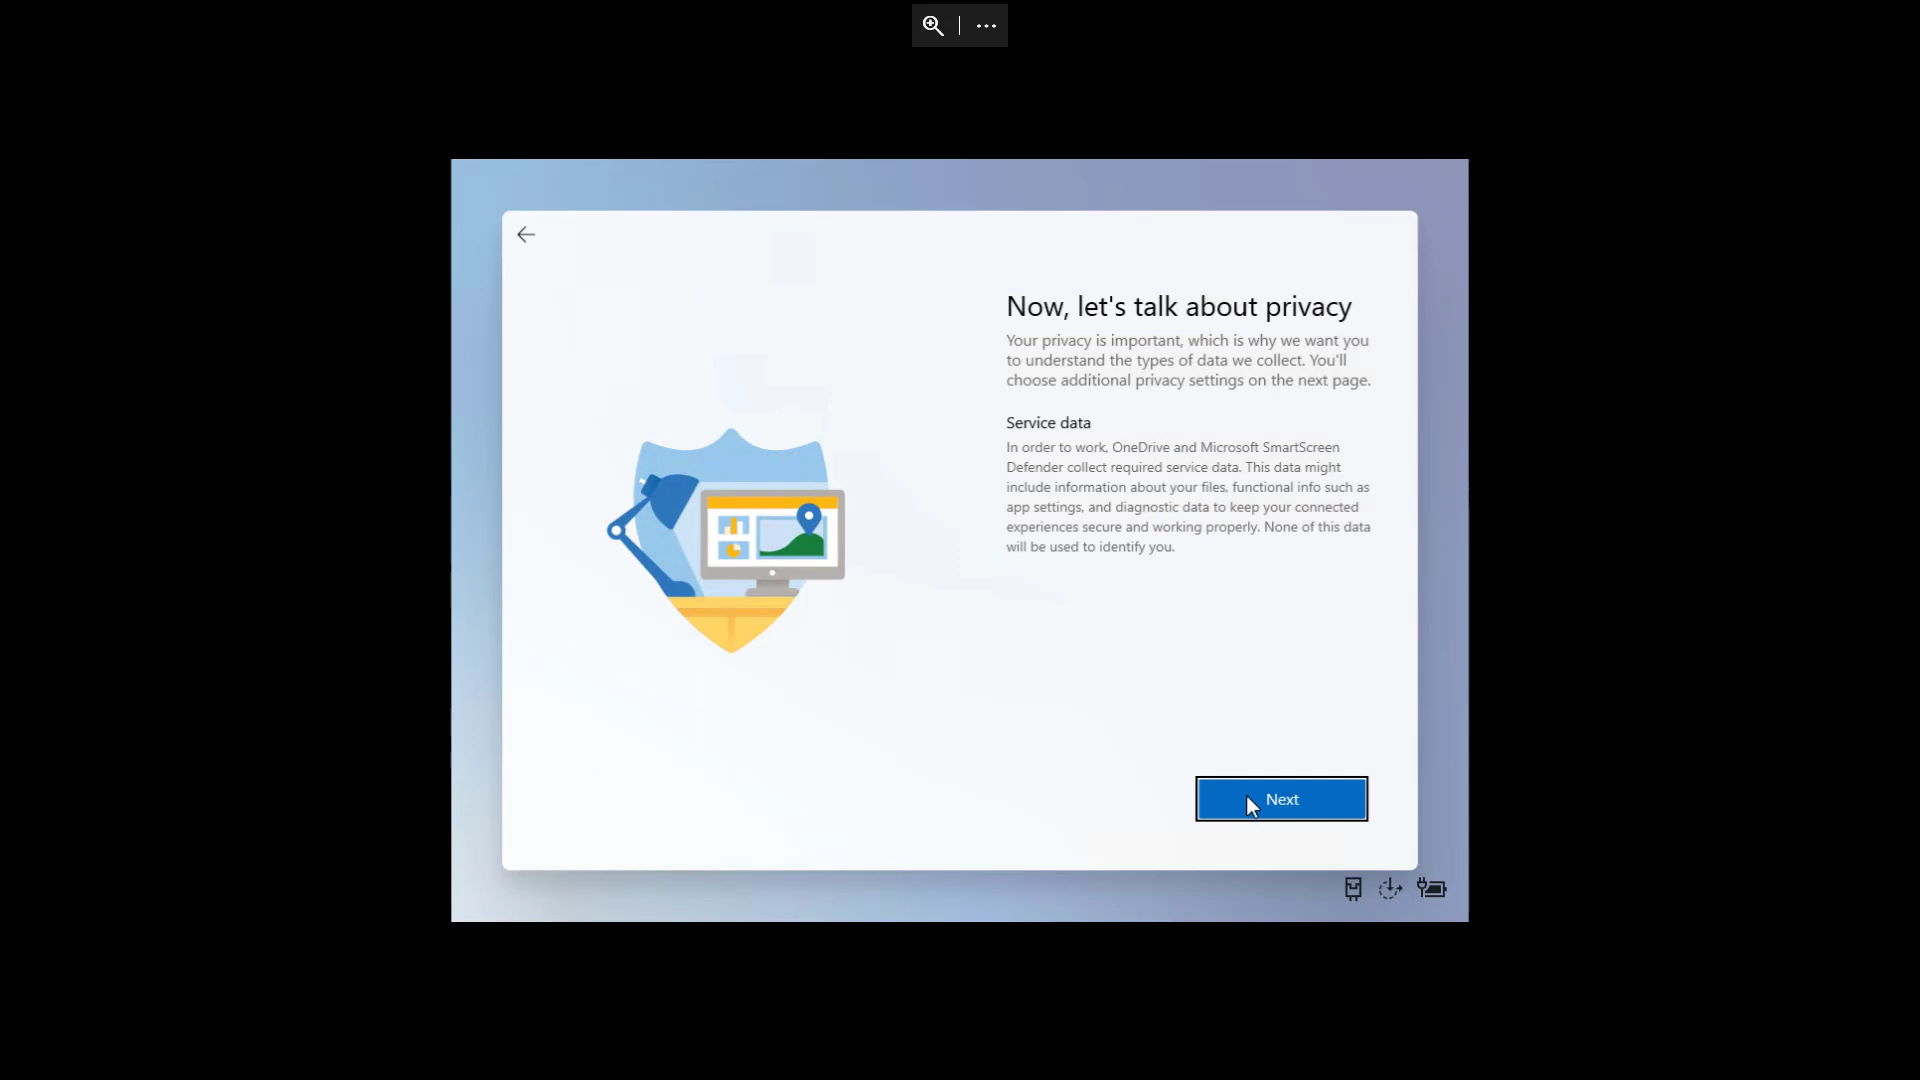 Now, let's talk about privacy
Your privacy is important, which is why we want you
to understand the types of data we collect. You'll
choose additional privacy settings on the next page.
Service data
In order to work, OneDrive and Microsoft SmartScreen
Defender collect required service data. This data might
include information about your files, functional info such as
app settings, and diagnostic data to keep your connected
experiences secure and working properly. None of this data
will be used to identify you.
Next